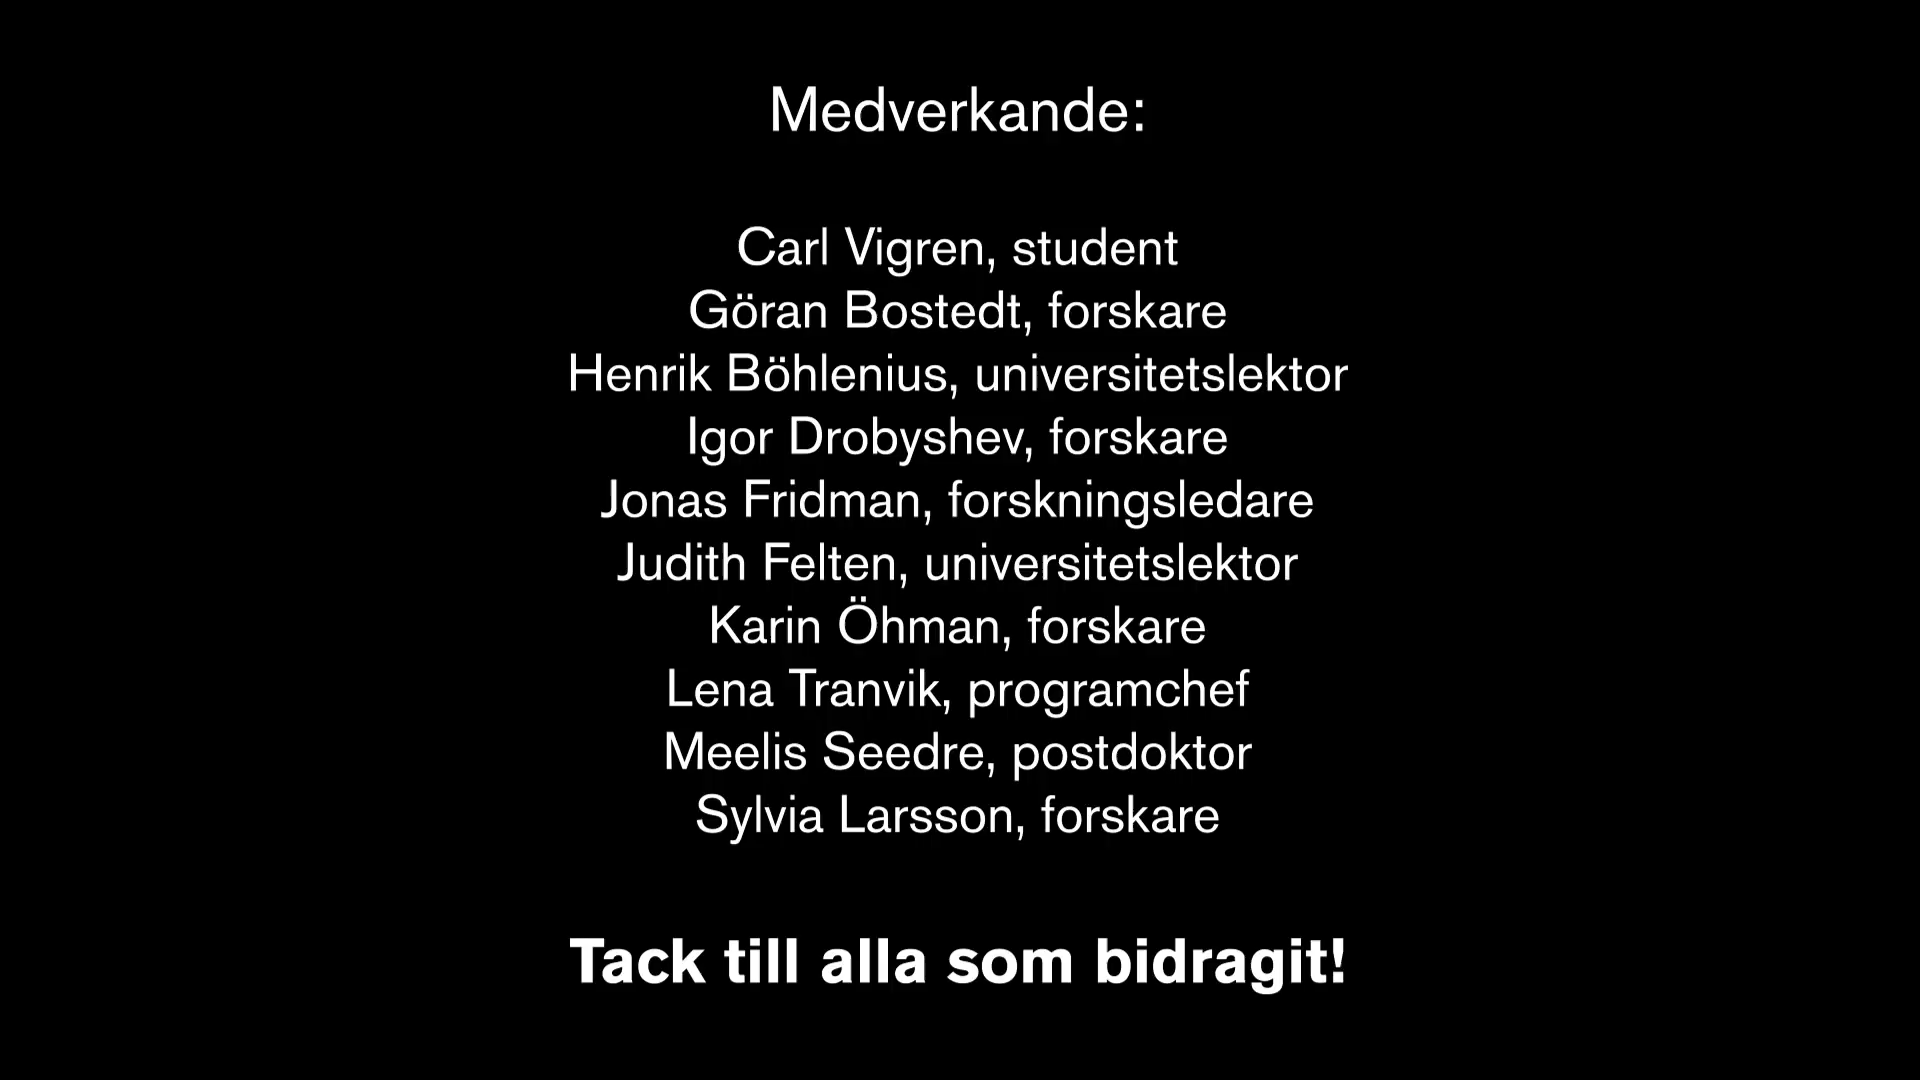 Medverkande:
Carl Vigren, student
Göran Bostedt, forskare
Henrik Böhlenius, universitetslektor
Igor Drobyshev, forskare
Jonas Fridman, forskningsledare
Judith Felten, universitetslektor
Karin Öhman, forskare
Lena Tranvik, programchef
Meelis Seedre, postdoktor
Sylvia Larsson, forskare
Tack till alla som bidragit!